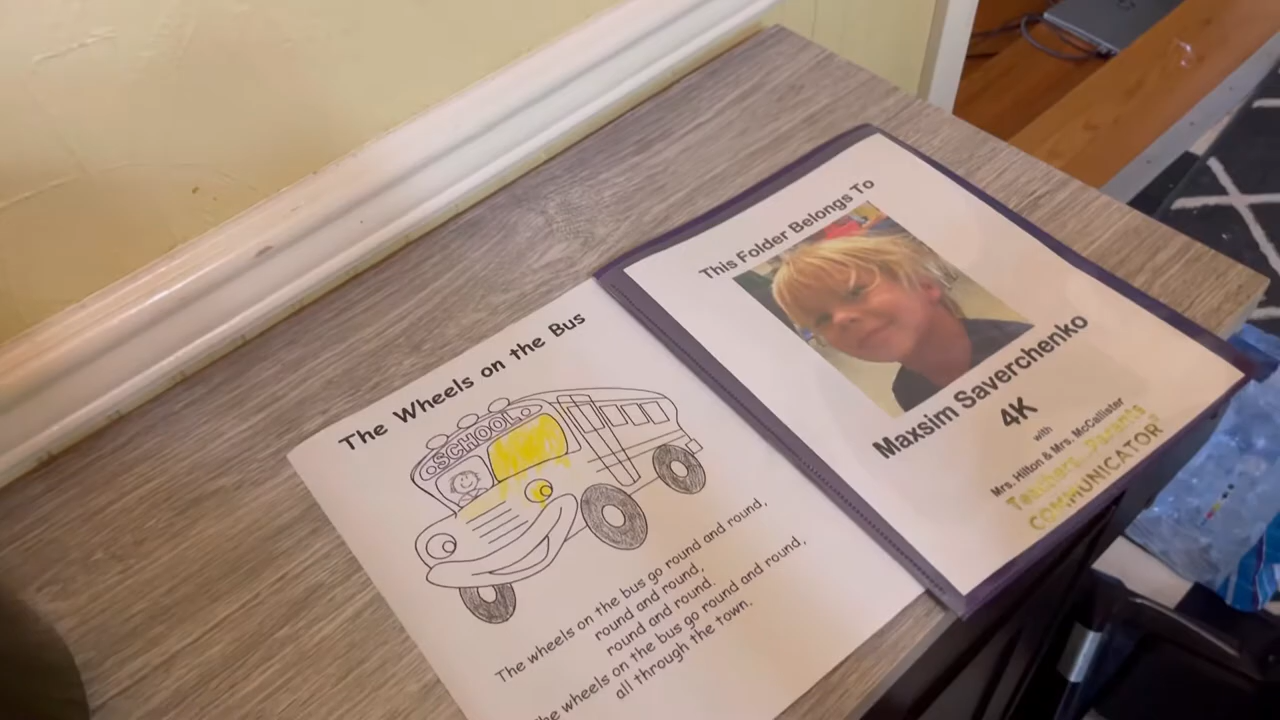 The Wheels on the Bus
SCHOOL
The wheels on the bus go round and round,
round and round,
round and round.
The wheels on the bus go round and round,
all through the town.
This Folder Belongs To
Maxsim Saverchenko
4K
with
Mrs. Hilton & Mrs. McCallister
Teachers Parents
COMMUNICATOR